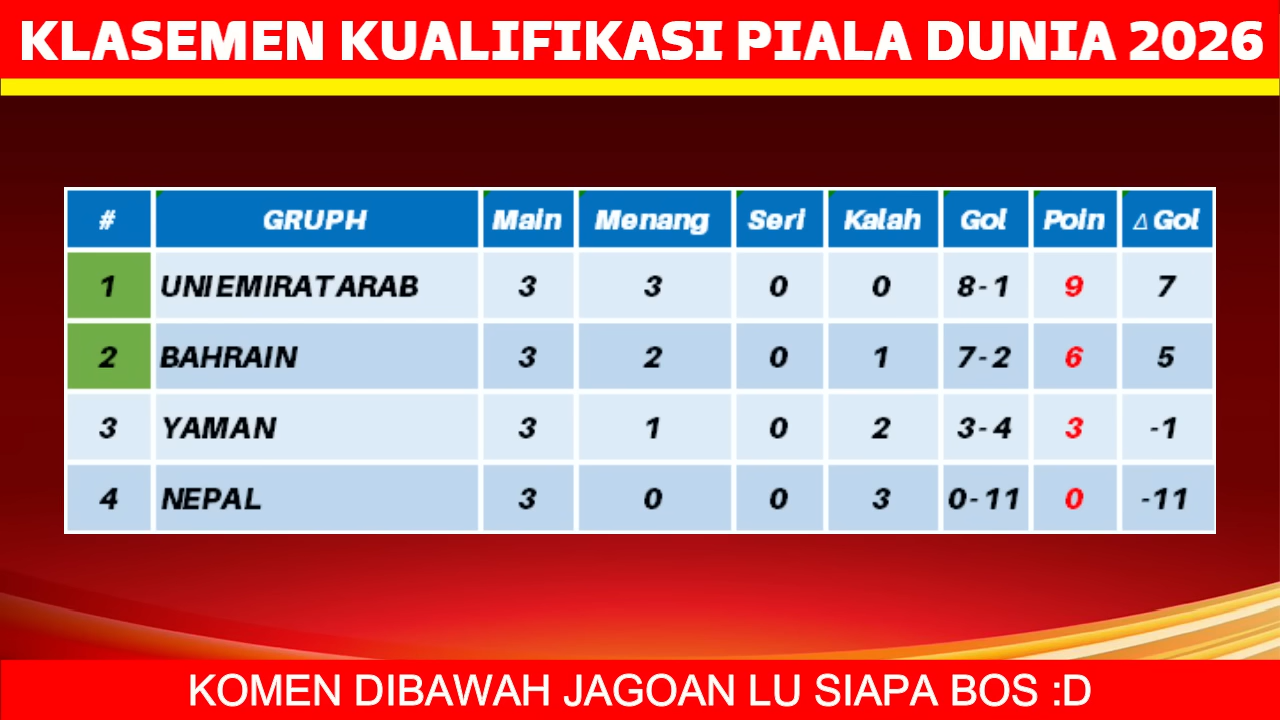 KLASEMEN KUALIFIKASI PIALA DUNIA 2026
# GRUPH Main Menang Seri Kalah Gol Poin △ Gol
1 UNI EMIRAT ARAB 3 3 0 0 8-1 9 7
2 BAHRAIN 3 2 0 1 7-2 6 5
3 YAMAN 3 1 0 2 3-4 3 -1
4 NEPAL 3 0 0 3 0-11 0 -11
KOMEN DIBAWAH JAGOAN LU SIAPA BOS :D